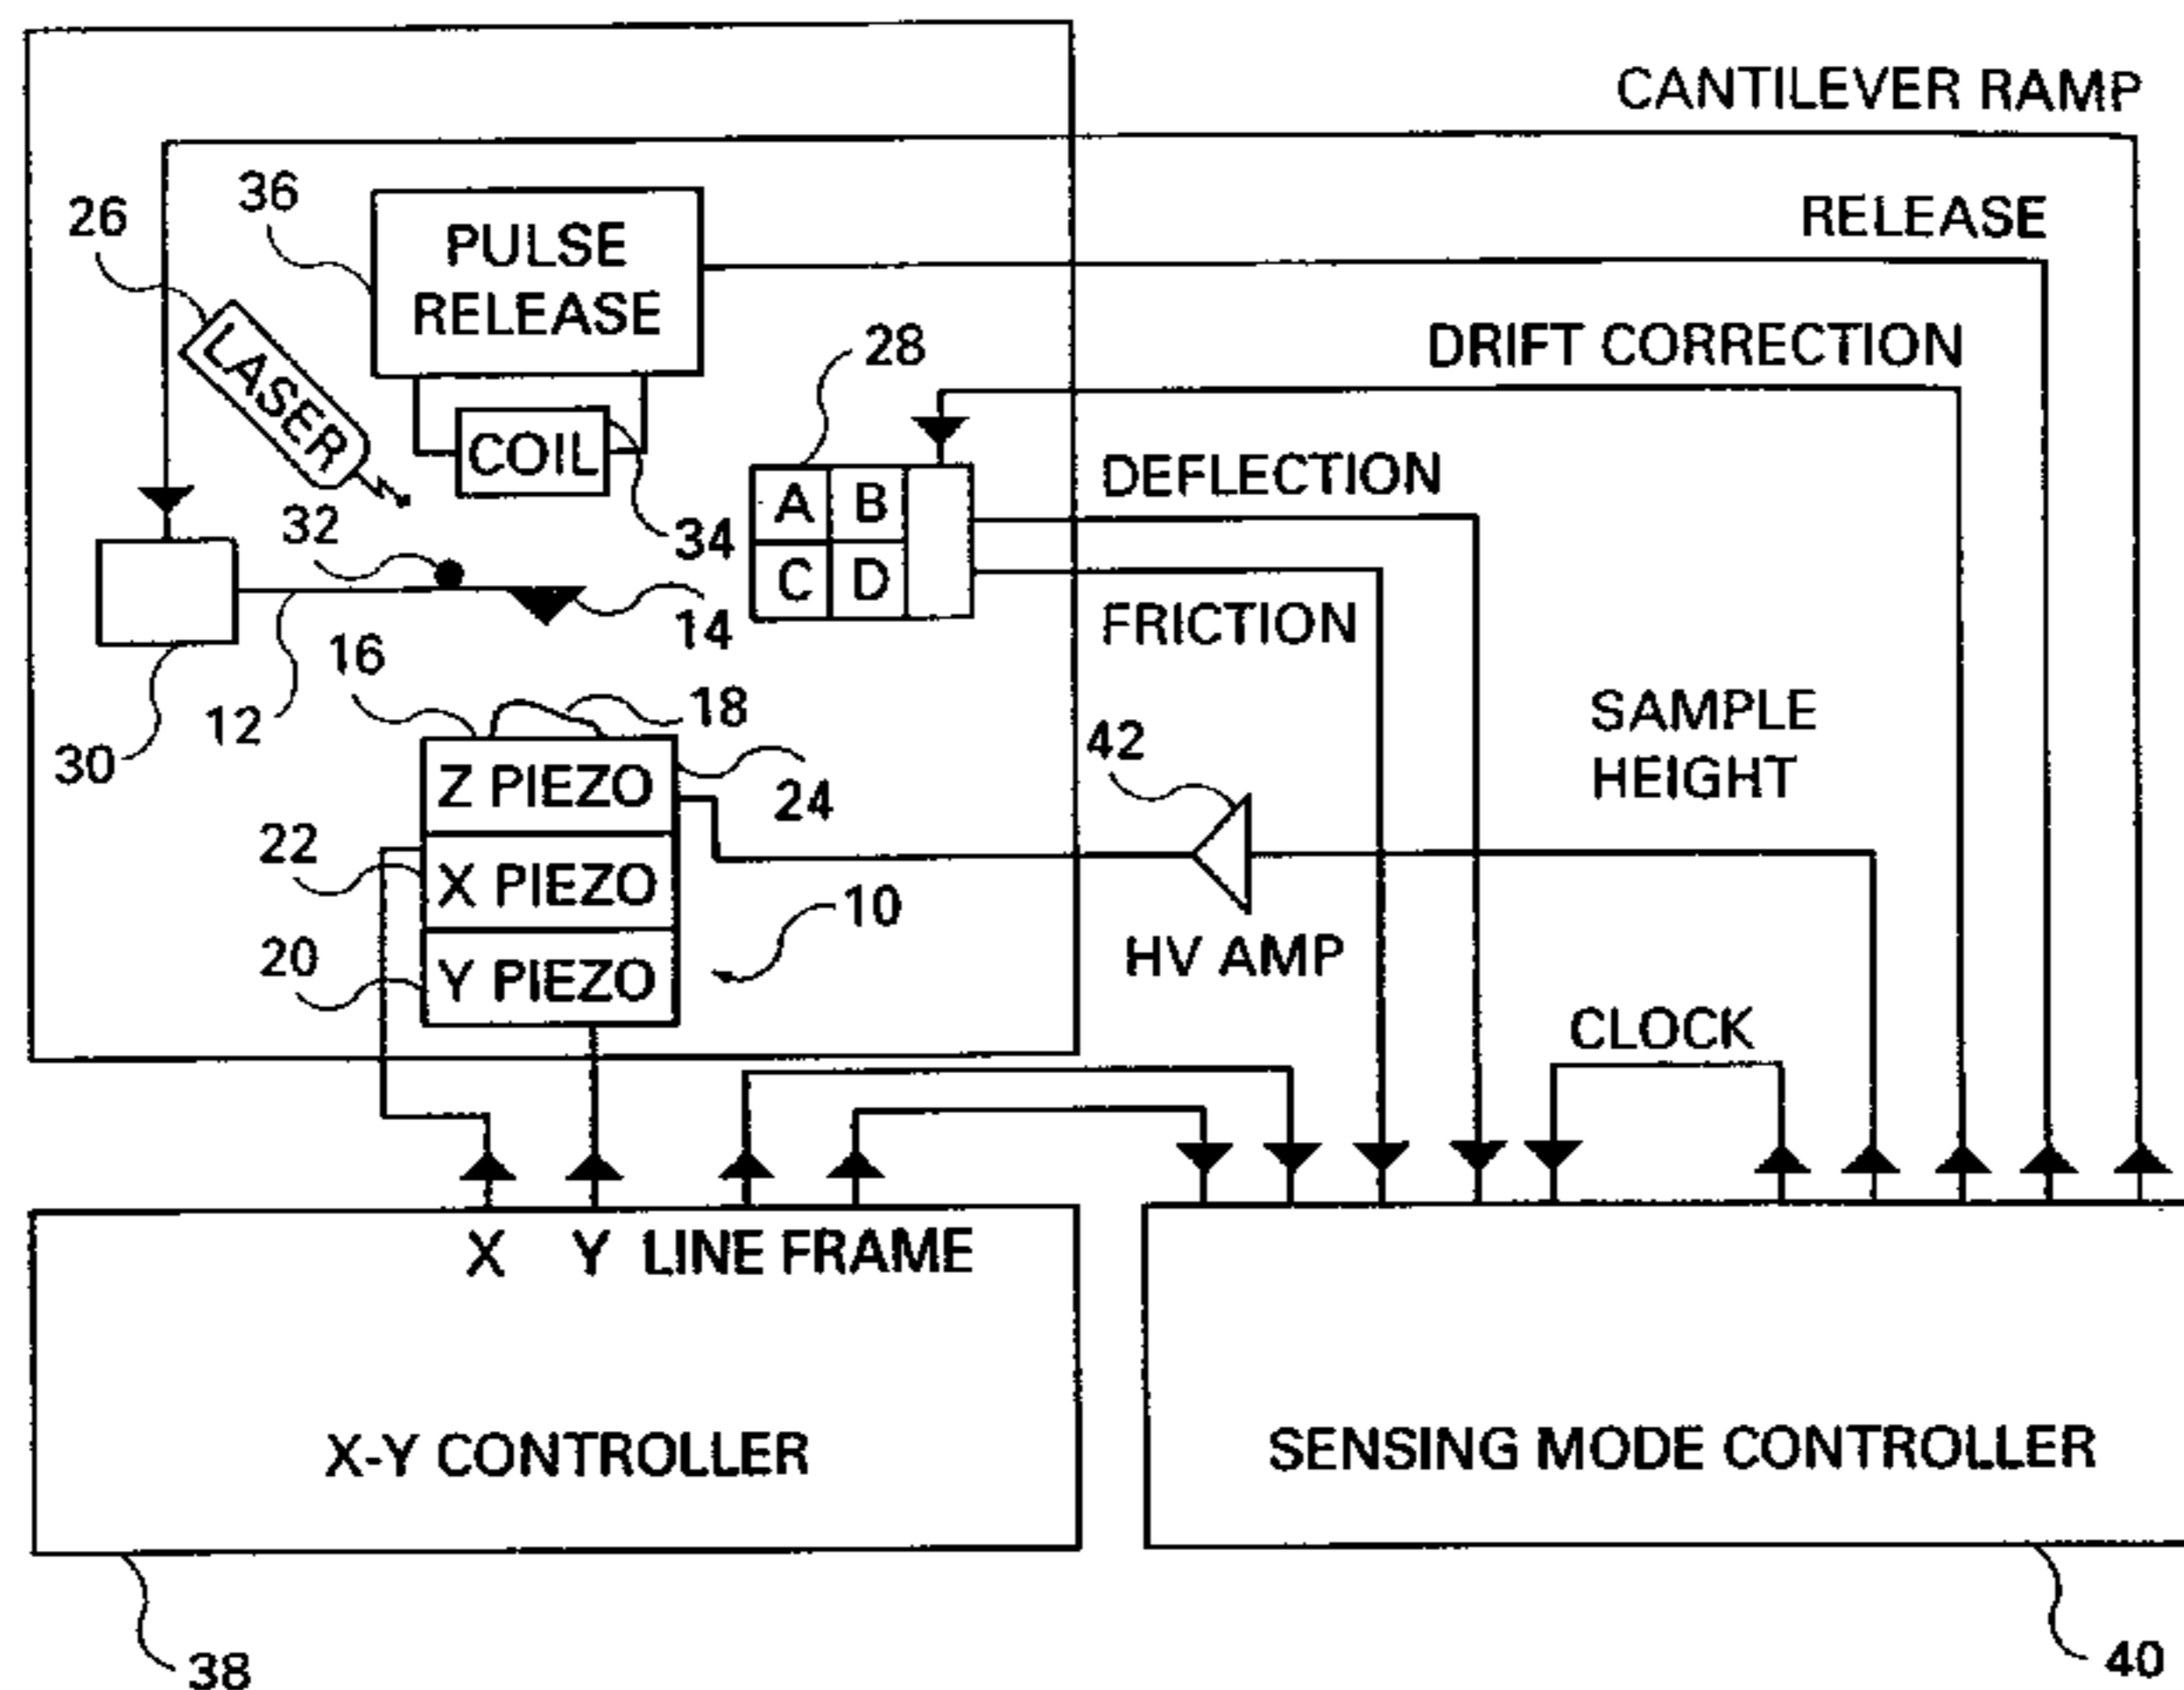 CANTILEVER RAMP
36
26
PULSE
RELEASE
RELEASE
LASER
28
DRIFT CORRECTION
COIL
DEFLECTION
32
34
A B
C D
14
FRICTION
16
12
18
30
SAMPLE
HEIGHT
42
Z PIEZO
24
22
X PIEZO
10
20
Y PIEZO
HV AMP
CLOCK
X Y LINE FRAME
X-Y CONTROLLER
SENSING MODE CONTROLLER
38
40